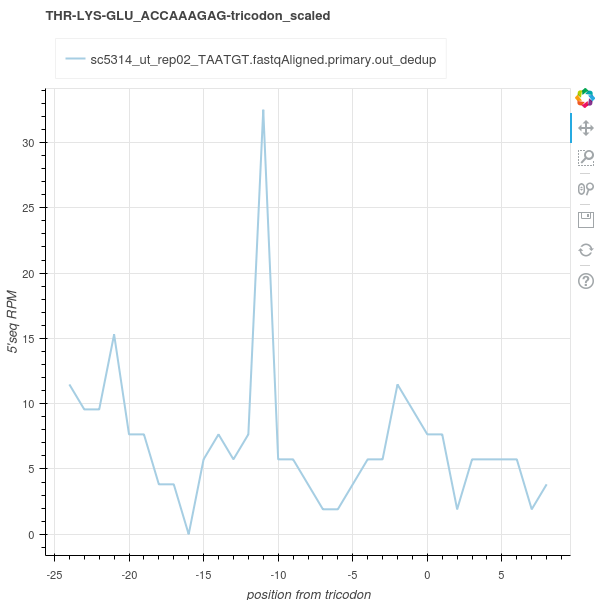 THR-LYS-GLU_ACCAAAGAG-tricodon_scaled
sc5314_ut_rep02_TAATGT.fastqAligned.primary.out_dedup
30
25
20
15
10
5
0
5'seq RPM
-25 -20 -15 -10 -5 0 5
position from tricodon